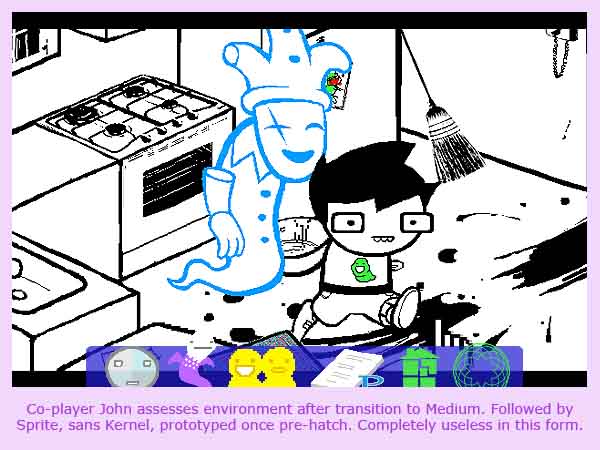 Co-player John assesses environment after transition to Medium. Followed by
Sprite, sans Kernel, prototyped once pre-hatch. Completely useless in this form.